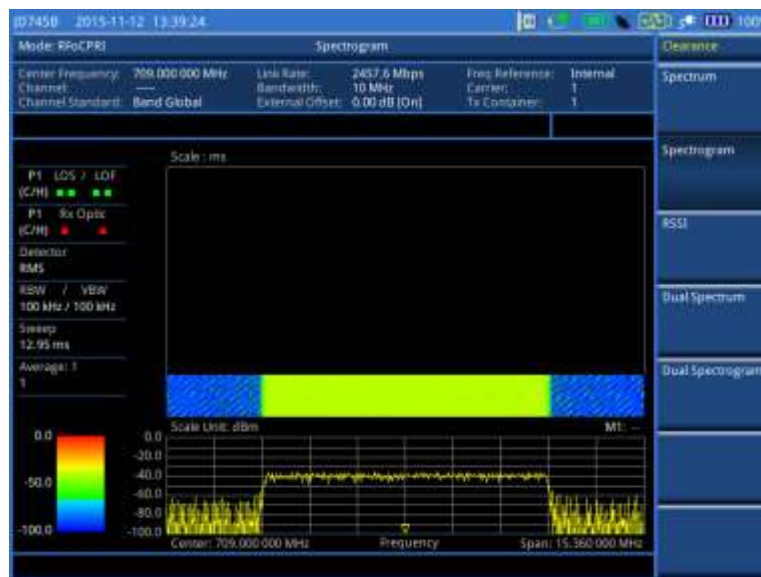 JD745B 2015-11-12 13:39:24
100%
Mode: RFoCPRI Spectrogram Clearance
Center Frequency: 709.000 000 MHz Link Rate: 2457.6 Mbps Freq Reference: Internal
Channel: ---- Bandwidth: 10 MHz Carrier: 1
Channel Standard: Band Global External Offset: 0.00 dB (On) Tx Container: 1
Spectrum
Spectrogram
RSSI
Dual Spectrum
Dual Spectrogram
Scale : ms
P1 LOS / LOF
(C/H)
P1 Rx Optic
(C/H)
Detector
RMS
RBW / VBW
100 kHz / 100 kHz
Sweep
12.95 ms
Average: 1
1
Scale Unit: dBm M1: --
0.0
-50.0
-100.0
0.0
-20.0
-40.0
-60.0
-80.0
-100.0
Center: 709.000 000 MHz Frequency Span: 15.360 000 MHz